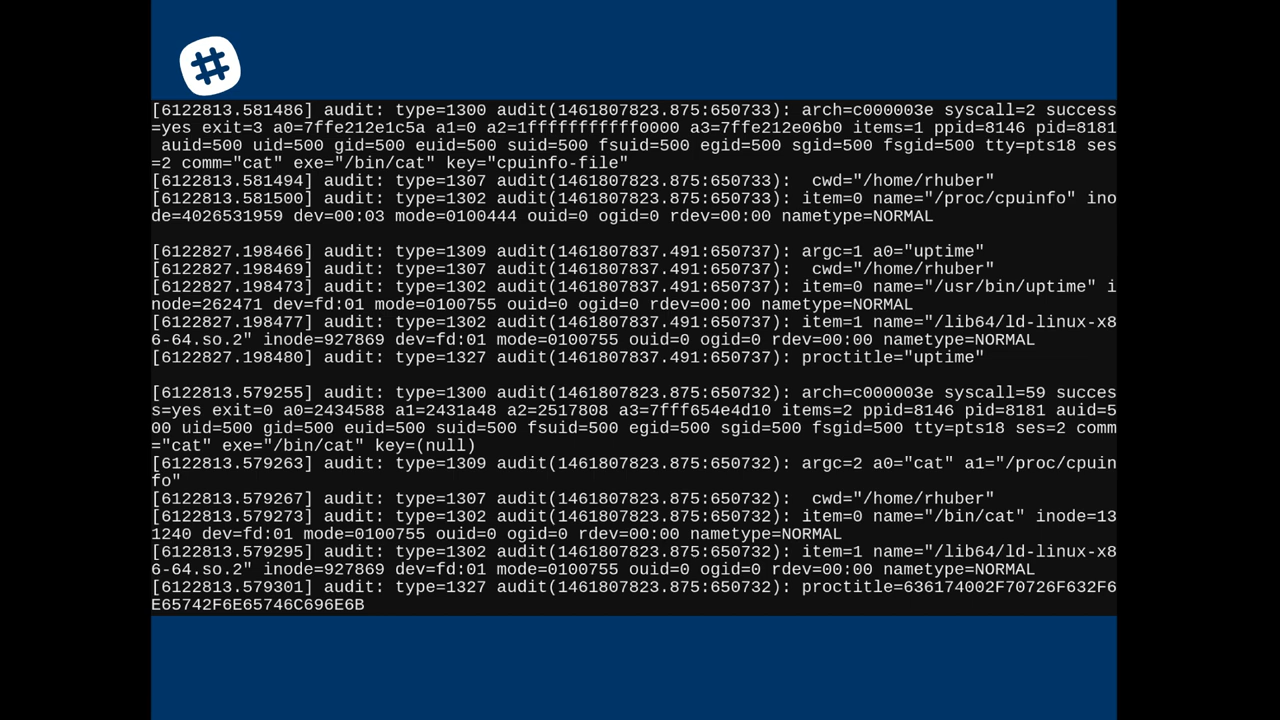 [6122813.581486] audit: type=1300 audit(1461807823.875:650733): arch=c000003e syscall=2 success
=yes exit=3 a0=7ffe212e1c5a a1=0 a2=1fffffffffff0000 a3=7ffe212e06b0 items=1 ppid=8146 pid=8181
 auid=500 uid=500 gid=500 euid=500 suid=500 fsuid=500 egid=500 sgid=500 fsgid=500 tty=pts18 ses
=2 comm="cat" exe="/bin/cat" key="cpuinfo-file"
[6122813.581494] audit: type=1307 audit(1461807823.875:650733):  cwd="/home/rhuber"
[6122813.581500] audit: type=1302 audit(1461807823.875:650733): item=0 name="/proc/cpuinfo" ino
de=4026531959 dev=00:03 mode=0100444 ouid=0 ogid=0 rdev=00:00 nametype=NORMAL

[6122827.198466] audit: type=1309 audit(1461807837.491:650737): argc=1 a0="uptime"
[6122827.198469] audit: type=1307 audit(1461807837.491:650737):  cwd="/home/rhuber"
[6122827.198473] audit: type=1302 audit(1461807837.491:650737): item=0 name="/usr/bin/uptime" i
node=262471 dev=fd:01 mode=0100755 ouid=0 ogid=0 rdev=00:00 nametype=NORMAL
[6122827.198477] audit: type=1302 audit(1461807837.491:650737): item=1 name="/lib64/ld-linux-x8
6-64.so.2" inode=927869 dev=fd:01 mode=0100755 ouid=0 ogid=0 rdev=00:00 nametype=NORMAL
[6122827.198480] audit: type=1327 audit(1461807837.491:650737): proctitle="uptime"

[6122813.579255] audit: type=1300 audit(1461807823.875:650732): arch=c000003e syscall=59 succes
s=yes exit=0 a0=2434588 a1=2431a48 a2=2517808 a3=7fff654e4d10 items=2 ppid=8146 pid=8181 auid=5
00 uid=500 gid=500 euid=500 suid=500 fsuid=500 egid=500 sgid=500 fsgid=500 tty=pts18 ses=2 comm
="cat" exe="/bin/cat" key=(null)
[6122813.579263] audit: type=1309 audit(1461807823.875:650732): argc=2 a0="cat" a1="/proc/cpuin
fo"
[6122813.579267] audit: type=1307 audit(1461807823.875:650732):  cwd="/home/rhuber"
[6122813.579273] audit: type=1302 audit(1461807823.875:650732): item=0 name="/bin/cat" inode=13
1240 dev=fd:01 mode=0100755 ouid=0 ogid=0 rdev=00:00 nametype=NORMAL
[6122813.579295] audit: type=1302 audit(1461807823.875:650732): item=1 name="/lib64/ld-linux-x8
6-64.so.2" inode=927869 dev=fd:01 mode=0100755 ouid=0 ogid=0 rdev=00:00 nametype=NORMAL
[6122813.579301] audit: type=1327 audit(1461807823.875:650732): proctitle=636174002F70726F632F6
E65742F6E65746C696E6B